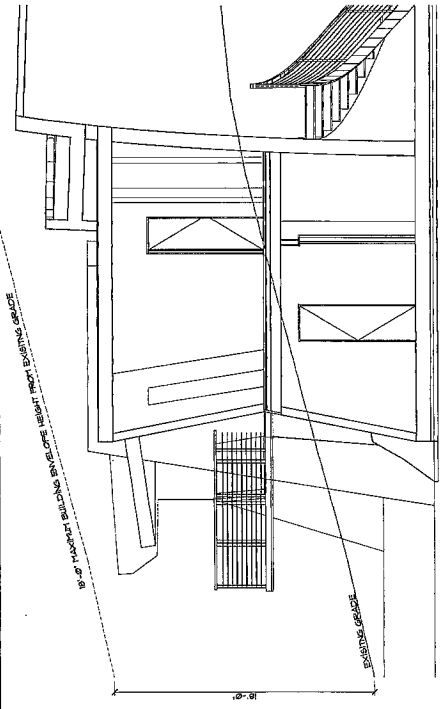 18'-0" MAXIMUM BUILDING ENVELOPE HEIGHT FROM EXISTING GRADE
EXISTING GRADE
18'-0"